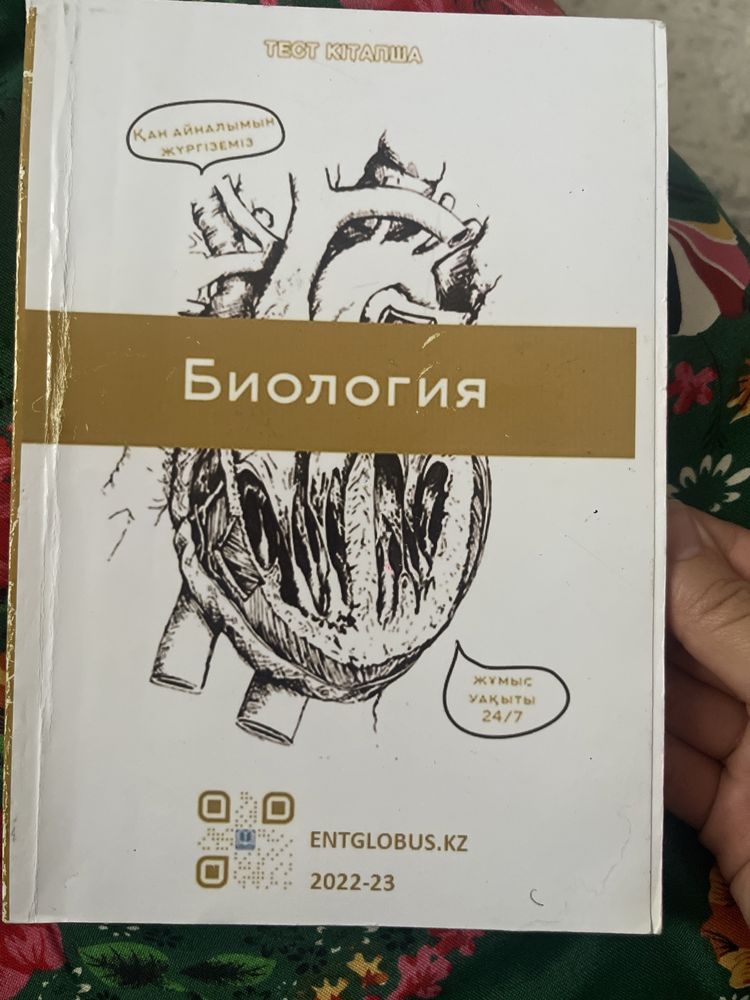 ТЕСТ КІТАПША
ҚАН АЙНАЛЫМЫН
ЖҮРГІЗЕМІЗ
Биология
ЖҰМЫС
УАҚЫТЫ
24/7
ENTGLOBUS.KZ
2022-23